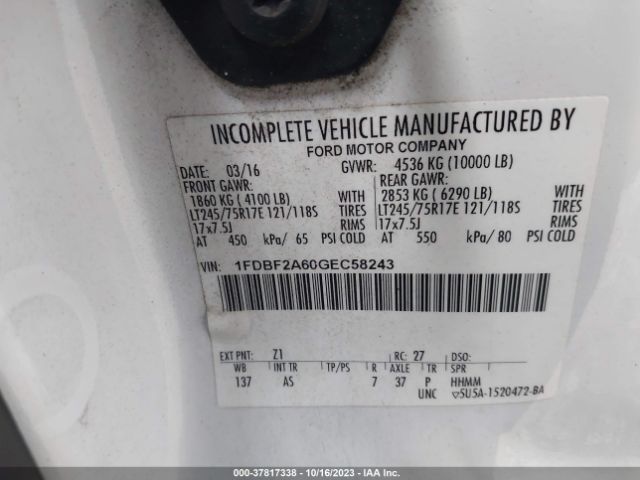 INCOMPLETE VEHICLE MANUFACTURED BY
FORD MOTOR COMPANY
DATE: 03/16 GVWR: 4536 KG (10000 LB)
FRONT GAWR: REAR GAWR:
1860 KG ( 4100 LB) WITH 2853 KG ( 6290 LB) WITH
LT245/75R17E 121/118S TIRES LT245/75R17E 121/118S TIRES
17x7.5J RIMS 17x7.5J RIMS
AT 450 kPa/ 65 PSI COLD AT 550 kPa/ 80 PSI COLD
VIN: 1FDBF2A60GEC58243
EXT PNT: Z1 RC: 27 DSO:
WB INT TR TP/PS R AXLE TR SPR
137 AS 7 37 P HHMM
UNC 5U5A-1520472-BA
000-37817338 - 10/16/2023 - IAA Inc.